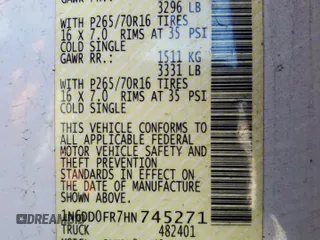 3296 LB
WITH P265/70R16 TIRES
16 X 7.0 RIMS AT 35 PSI
COLD SINGLE
GAWR RR.: 1511 KG
3331 LB
WITH P265/70R16 TIRES
16 X 7.0 RIMS AT 35 PSI
COLD SINGLE
THIS VEHICLE CONFORMS TO
ALL APPLICABLE FEDERAL
MOTOR VEHICLE SAFETY AND
THEFT PREVENTION
STANDARDS IN EFFECT ON
THE DATE OF MANUFACTURE
SHOWN ABOVE.
1N6DD0FR7HN745271
TRUCK 482401